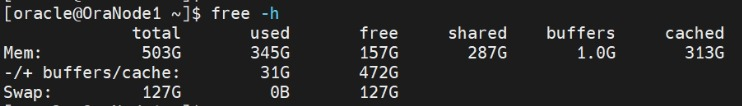 [oracle@OraNode1 ~]$ free -h
total used free shared buffers cached
Mem: 503G 345G 157G 287G 1.0G 313G
-/+ buffers/cache: 31G 472G
Swap: 127G 0B 127G